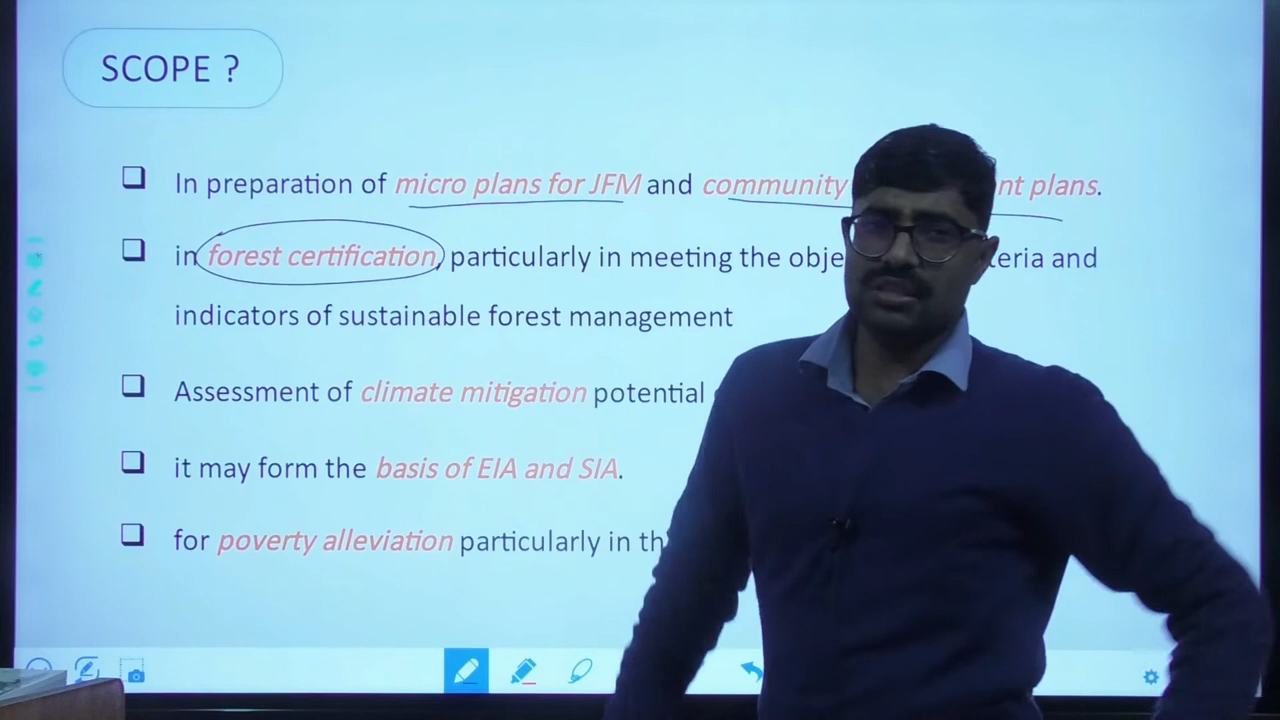 SCOPE ?
In preparation of micro plans for JFM and community nt plans.
in forest certification, particularly in meeting the obje eria and
indicators of sustainable forest management
Assessment of climate mitigation potential
it may form the basis of EIA and SIA.
for poverty alleviation particularly in th